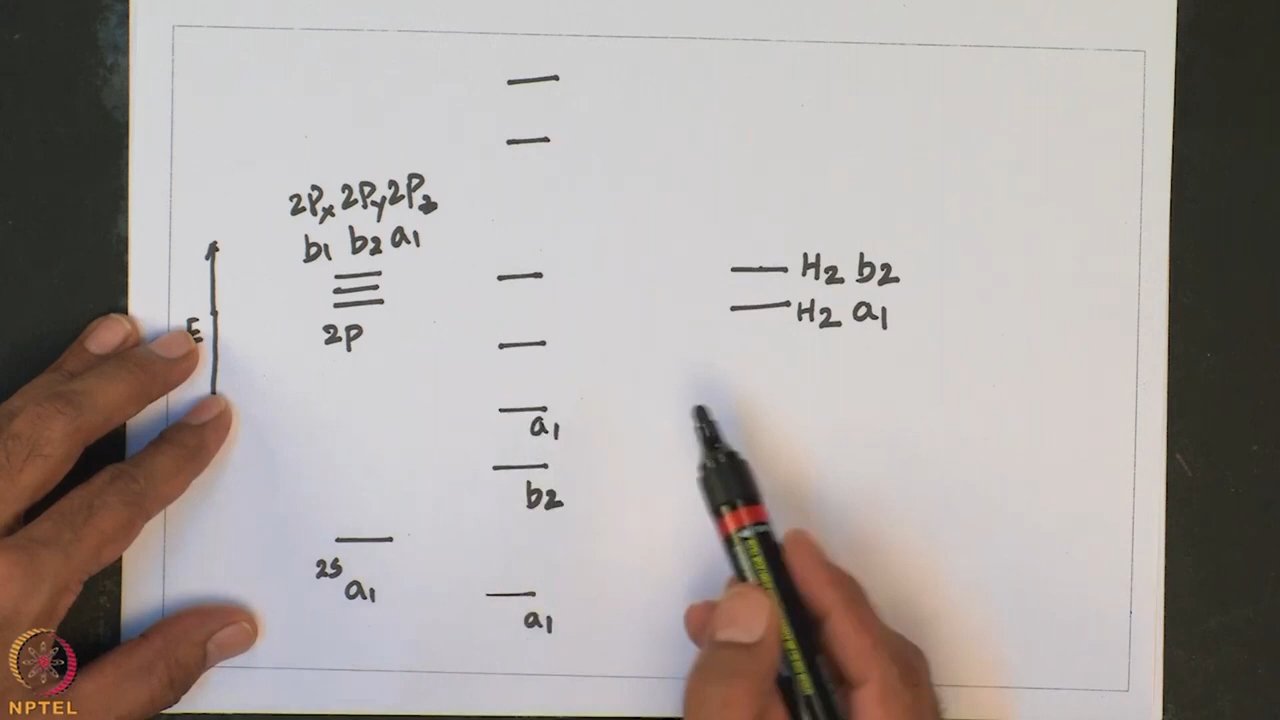 2Px 2Py 2Pz
b1 b2 a1
2P
E
H2 b2
H2 a1
a1
b2
2s
a1
a1
NPTEL